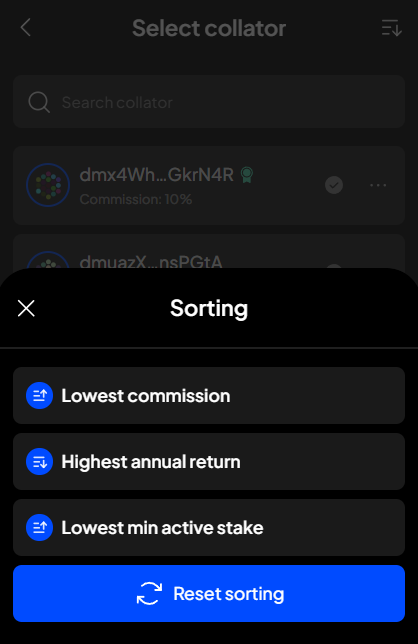 Select collator
Search collator
dmx4Wh...GkrN4R
Commission: 10%
dmuazX...nsPGtA
Sorting
Lowest commission
Highest annual return
Lowest min active stake
Reset sorting